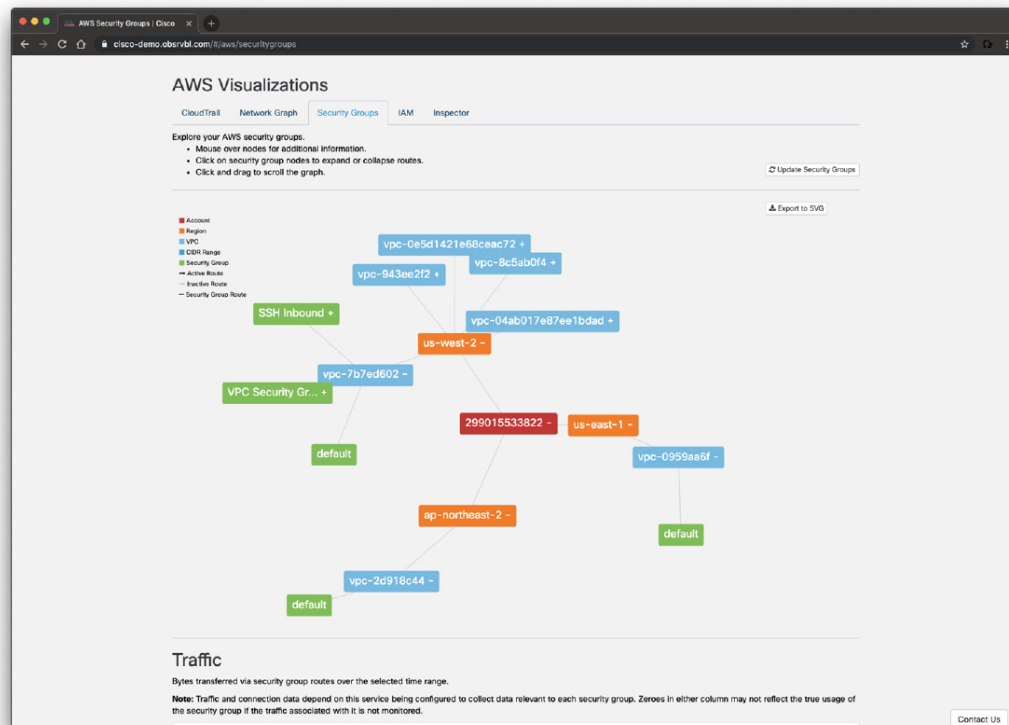 AWS Security Groups | Cisco
cisco-demo.obsrvbl.com/#/aws/securitygroups
AWS Visualizations
CloudTrail Network Graph Security Groups IAM Inspector
Explore your AWS security groups.
• Mouse over nodes for additional information.
• Click on security group nodes to expand or collapse routes.
• Click and drag to scroll the graph.
Update Security Groups
Export to SVG
Account
Region
VPC
CIDR Range
Security Group
Active Route
Inactive Route
Security Group Route
vpc-0e5d1421e68ceac72 +
vpc-8c5ab0f4 +
vpc-943ee2f2 +
SSH Inbound +
vpc-04ab017e87ee1bdad +
us-west-2 -
vpc-7b7ed602 -
VPC Security Gr... +
299015533822 -
us-east-1 -
default
vpc-0959aa6f -
ap-northeast-2 -
default
vpc-2d918c44 -
default
Traffic
Bytes transferred via security group routes over the selected time range.
Note: Traffic and connection data depend on this service being configured to collect data relevant to each security group. Zeroes in either column may not reflect the true usage of
the security group if the traffic associated with it is not monitored.
Contact Us